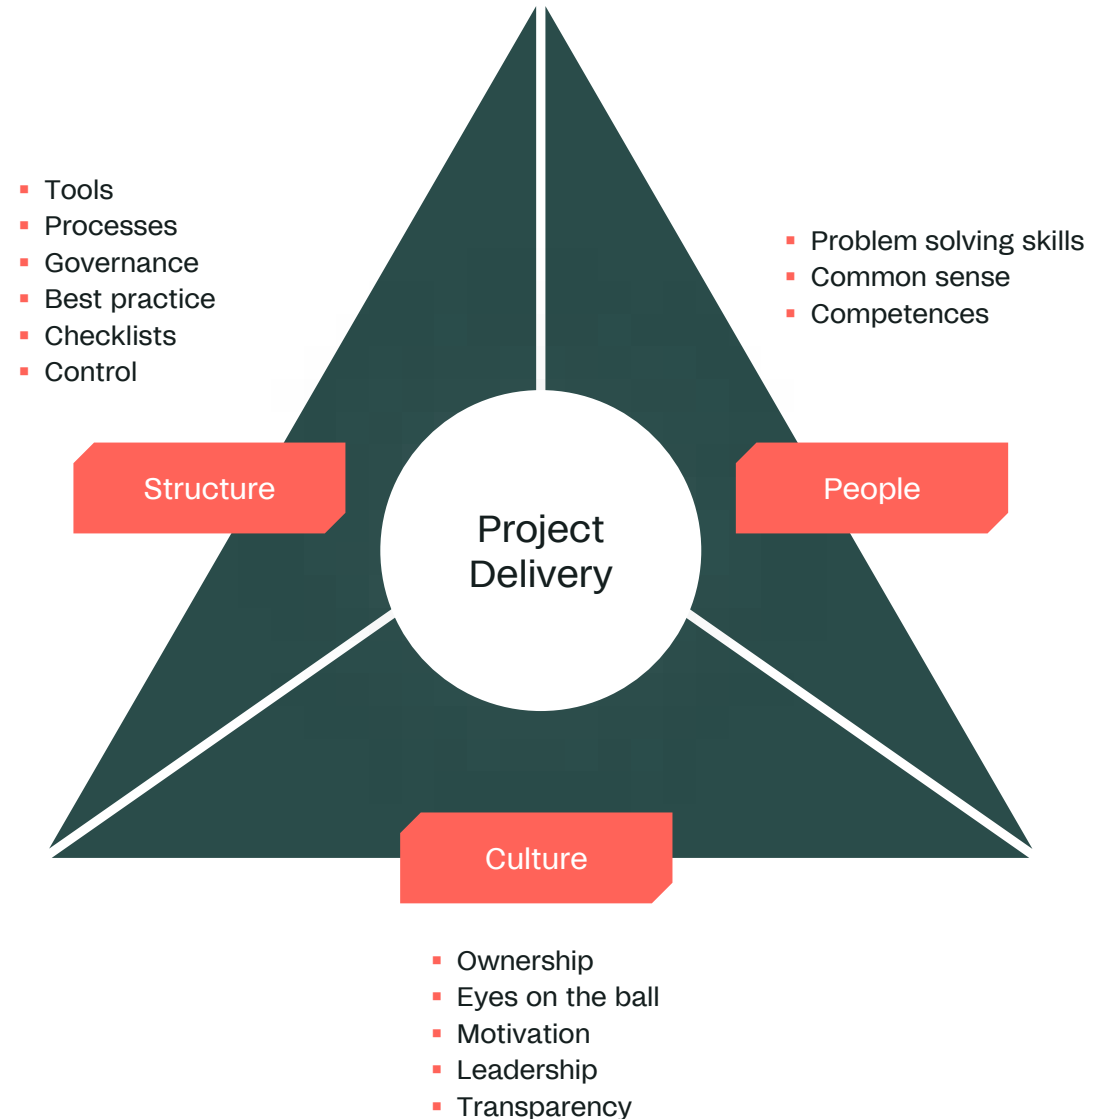 Tools
Processes
Governance
Best practice
Checklists
Control
Problem solving skills
Common sense
Competences
Structure
People
Project
Delivery
Culture
Ownership
Eyes on the ball
Motivation
Leadership
Transparency